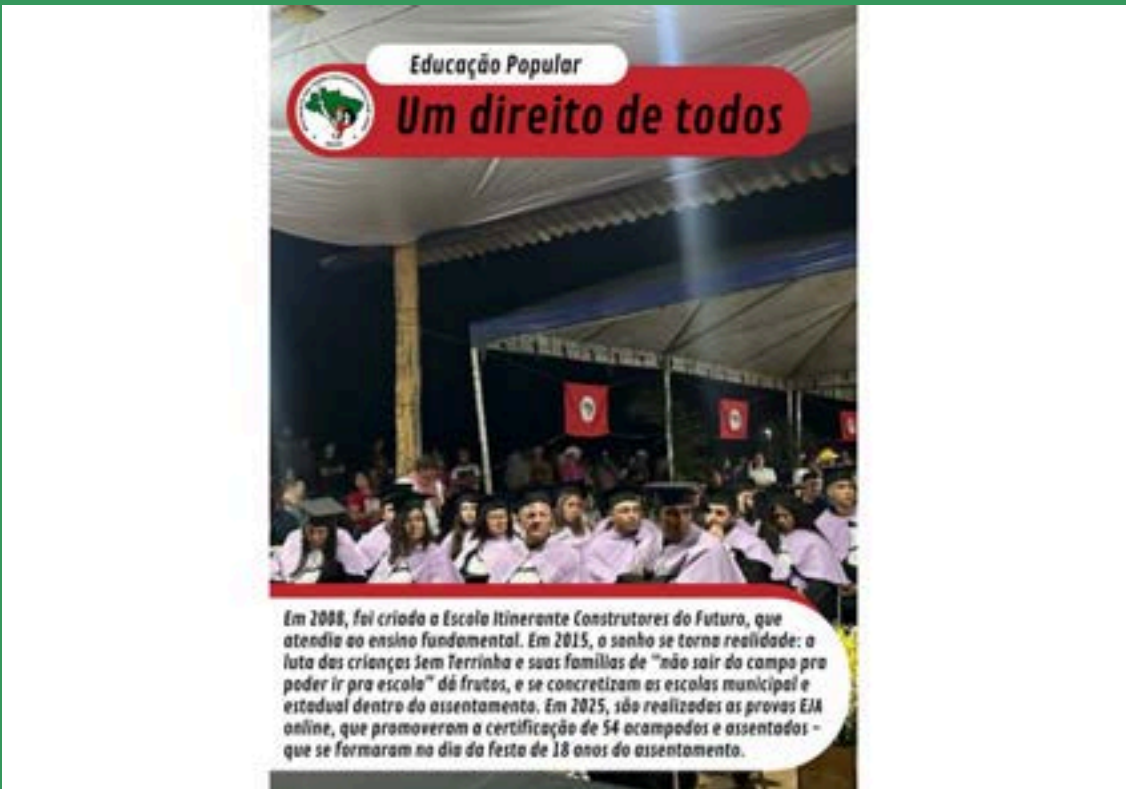 Educação Popular
Um direito de todos
Em 2008, foi criada a Escola Itinerante Construtores do Futuro, que
atendia ao ensino fundamental. Em 2015, o sonho se torna realidade: a
luta das crianças Sem Terrinha e suas famílias de "não sair do campo pra
poder ir pra escola" dá frutos, e se concretizam as escolas municipal e
estadual dentro do assentamento. Em 2025, são realizadas as provas EJA
online, que promoveram a certificação de 54 acampados e assentados -
que se formaram no dia da festa de 18 anos do assentamento.